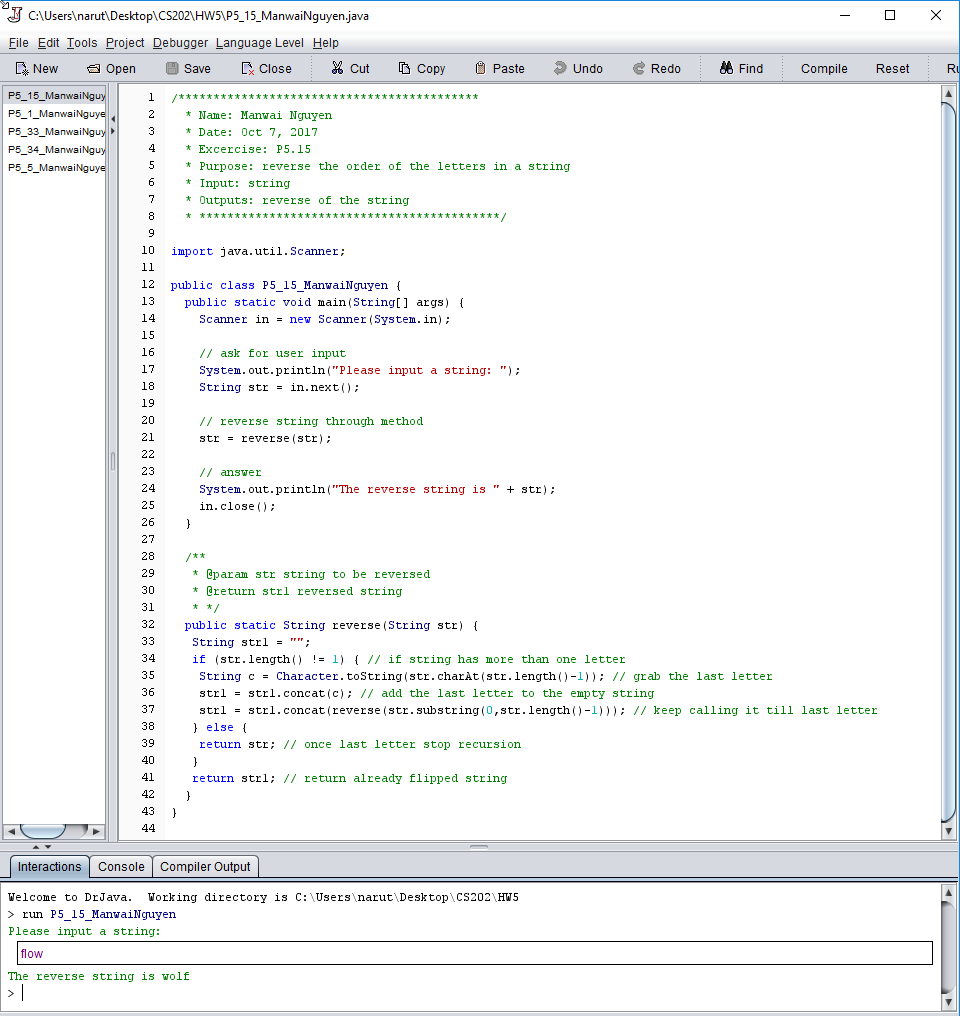 C:\Users\narut\Desktop\CS202\HW5\P5_15_ManwaiNguyen.java
File Edit Tools Project Debugger Language Level Help
New Open Save Close Cut Copy Paste Undo Redo Find Compile Reset Ru
P5_15_ManwaiNguy
P5_1_ManwaiNguye
P5_33_ManwaiNguy
P5_34_ManwaiNguy
P5_5_ManwaiNguye
1 /*******************************************
2 * Name: Manwai Nguyen
3 * Date: Oct 7, 2017
4 * Excercise: P5.15
5 * Purpose: reverse the order of the letters in a string
6 * Input: string
7 * Outputs: reverse of the string
8 * *******************************************/
9
10 import java.util.Scanner;
11
12 public class P5_15_ManwaiNguyen {
13 public static void main(String[] args) {
14 Scanner in = new Scanner(System.in);
15
16 // ask for user input
17 System.out.println("Please input a string: ");
18 String str = in.next();
19
20 // reverse string through method
21 str = reverse(str);
22
23 // answer
24 System.out.println("The reverse string is " + str);
25 in.close();
26 }
27
28 /**
29 * @param str string to be reversed
30 * @return str1 reversed string
31 * */
32 public static String reverse(String str) {
33 String str1 = "";
34 if (str.length() != 1) { // if string has more than one letter
35 String c = Character.toString(str.charAt(str.length()-1)); // grab the last letter
36 str1 = str1.concat(c); // add the last letter to the empty string
37 str1 = str1.concat(reverse(str.substring(0,str.length()-1))); // keep calling it till last letter
38 } else {
39 return str; // once last letter stop recursion
40 }
41 return str1; // return already flipped string
42 }
43 }
44
Interactions Console Compiler Output
Welcome to DrJava. Working directory is C:\Users\narut\Desktop\CS202\HW5
> run P5_15_ManwaiNguyen
Please input a string:
flow
The reverse string is wolf
>